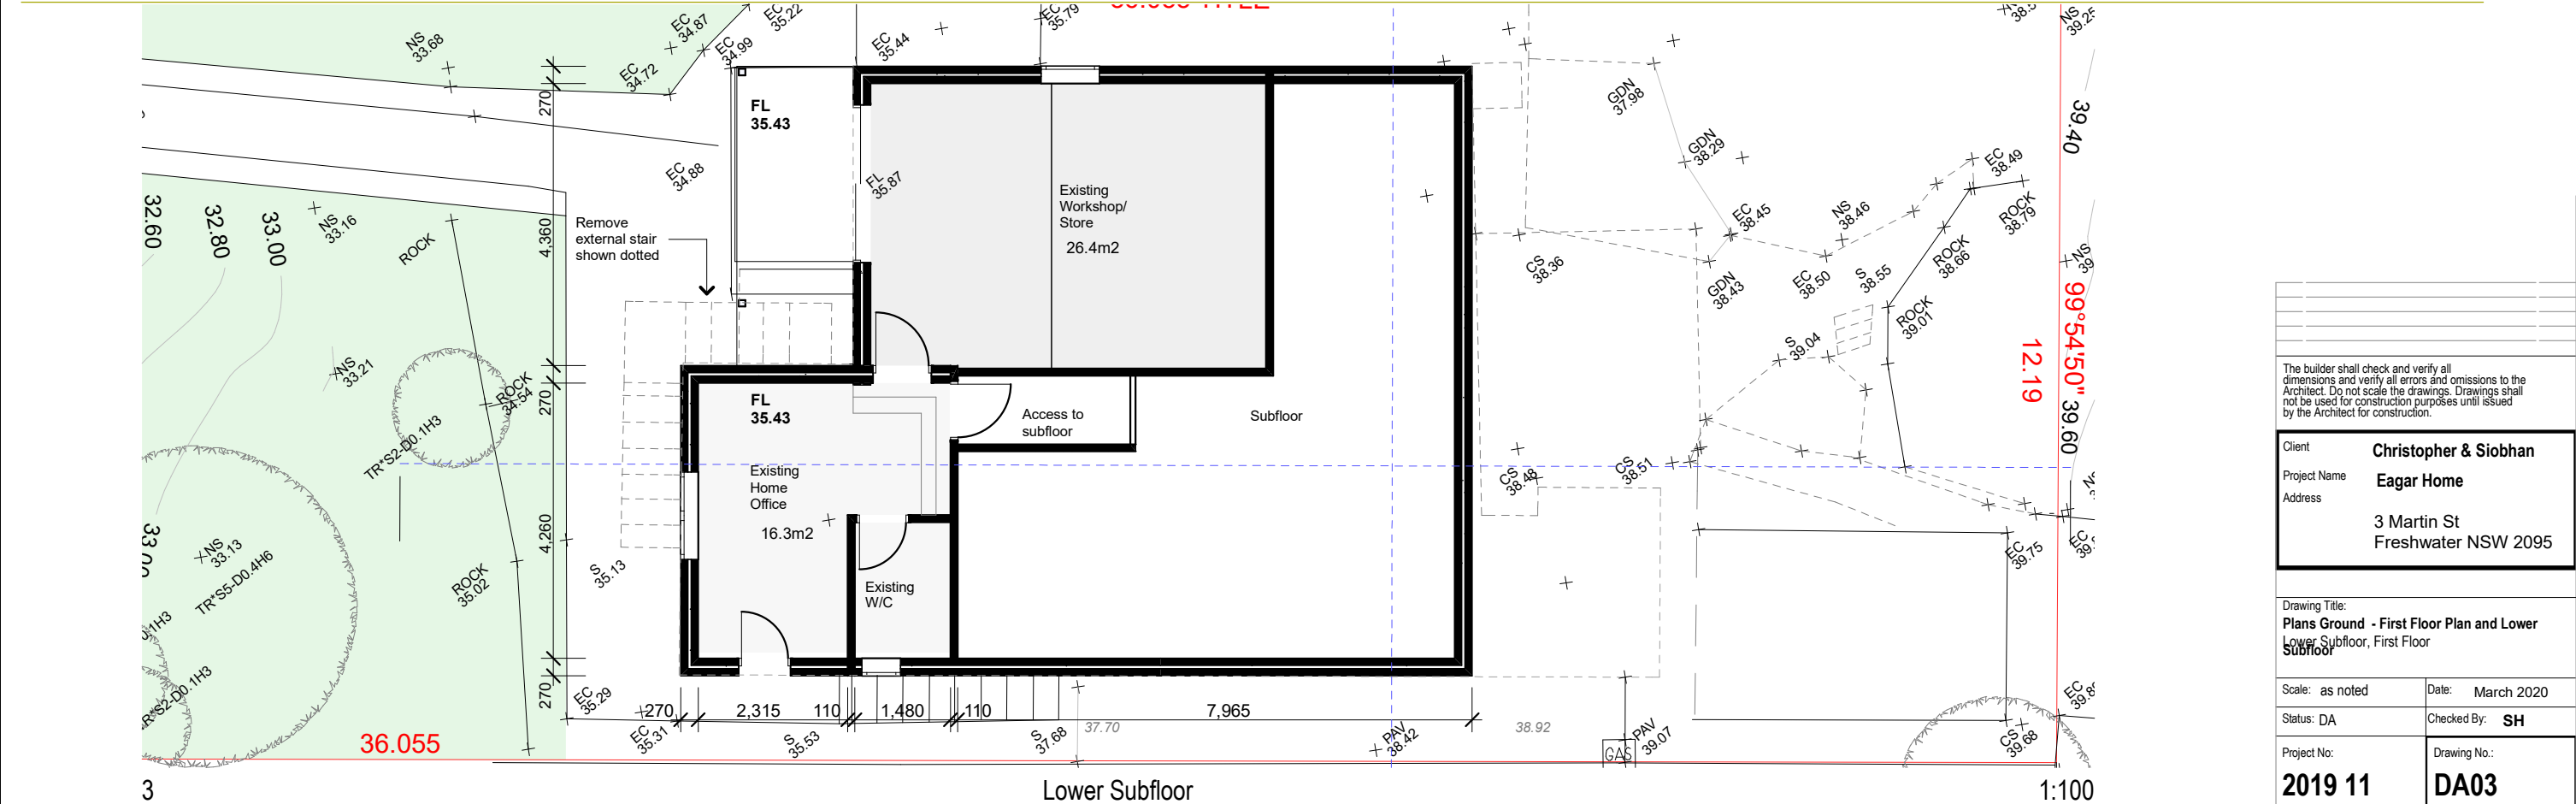 NS
33.68
EC
34.87
EC
34.99
EC
34.72
EC
35.22
EC
35.44
EC
35.79
270
FL
35.43
FL
35.87
EC
34.88
32.60
32.80
33.00
NS
33.16
ROCK
4,360
Remove
external stair
shown dotted
Existing
Workshop/
Store
26.4m2
NS
33.21
ROCK
34.54
TR*S2-D0.1H3
270
FL
35.43
Access to
subfloor
Subfloor
Existing
Home
Office
16.3m2
4,260
NS
33.13
TR*S5-D0.4H6
ROCK
35.02
S
35.13
Existing
W/C
270
EC
35.29
270
2,315
110
1,480
110
7,965
EC
35.31
S
35.53
S
37.68
37.70
PAV
38.42
38.92
GAS
PAV
39.07
36.055
GDN
37.98
GDN
38.29
EC
38.45
GDN
38.43
CS
38.36
NS
38.46
EC
38.50
S
38.55
EC
38.49
ROCK
38.79
ROCK
38.66
ROCK
39.01
S
39.04
CS
38.48
CS
38.51
NS
39.25
39.40
99°54'50"
12.19
39.60
EC
39.75
CS
39.68
3
Lower Subfloor
1:100
The builder shall check and verify all
dimensions and verify all errors and omissions to the
Architect. Do not scale the drawings. Drawings shall
not be used for construction purposes until issued
by the Architect for construction.
Client
Christopher & Siobhan
Project Name
Eagar Home
Address
3 Martin St
Freshwater NSW 2095
Drawing Title:
Plans Ground - First Floor Plan and Lower
Subfloor
Lower Subfloor, First Floor
Scale: as noted
Date: March 2020
Status: DA
Checked By: SH
Project No:
2019 11
Drawing No.:
DA03